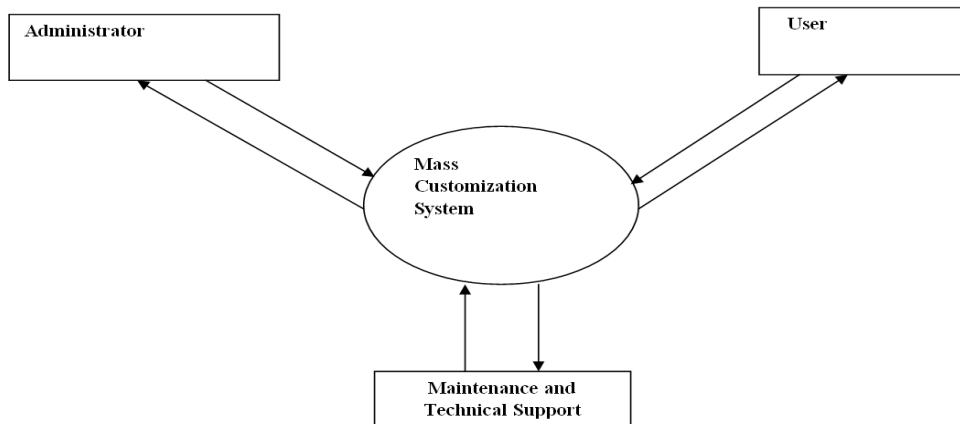 Administrator
User
Mass
Customization
System
Maintenance and
Technical Support